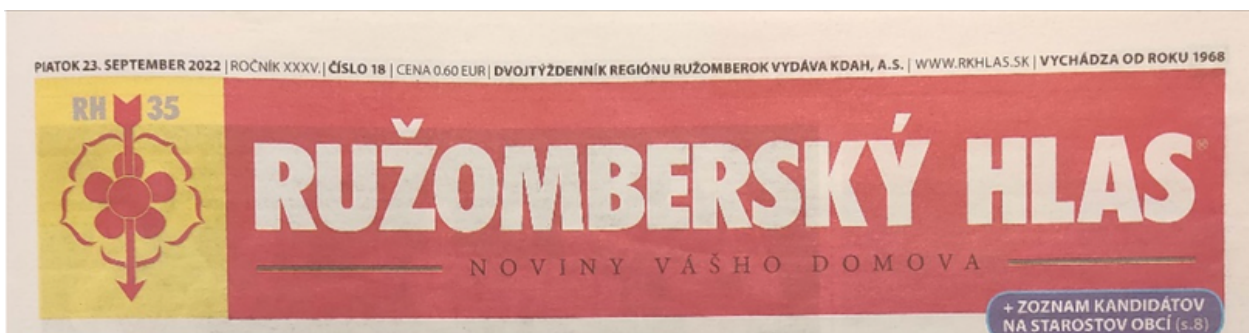 PIATOK 23. SEPTEMBER 2022 | ROČNÍK XXXV. | ČÍSLO 18 | CENA 0.60 EUR | DVOJTÝŽDENNÍK REGIÓNU RUŽOMBEROK VYDÁVA KDAH, A.S. | WWW.RKHLAS.SK | VYCHÁDZA OD ROKU 1968
RH 35
RUŽOMBERSKÝ HLAS®
NOVINY VÁŠHO DOMOVA
+ ZOZNAM KANDIDÁTOV
NA STAROSTOV OBCÍ (s.8)